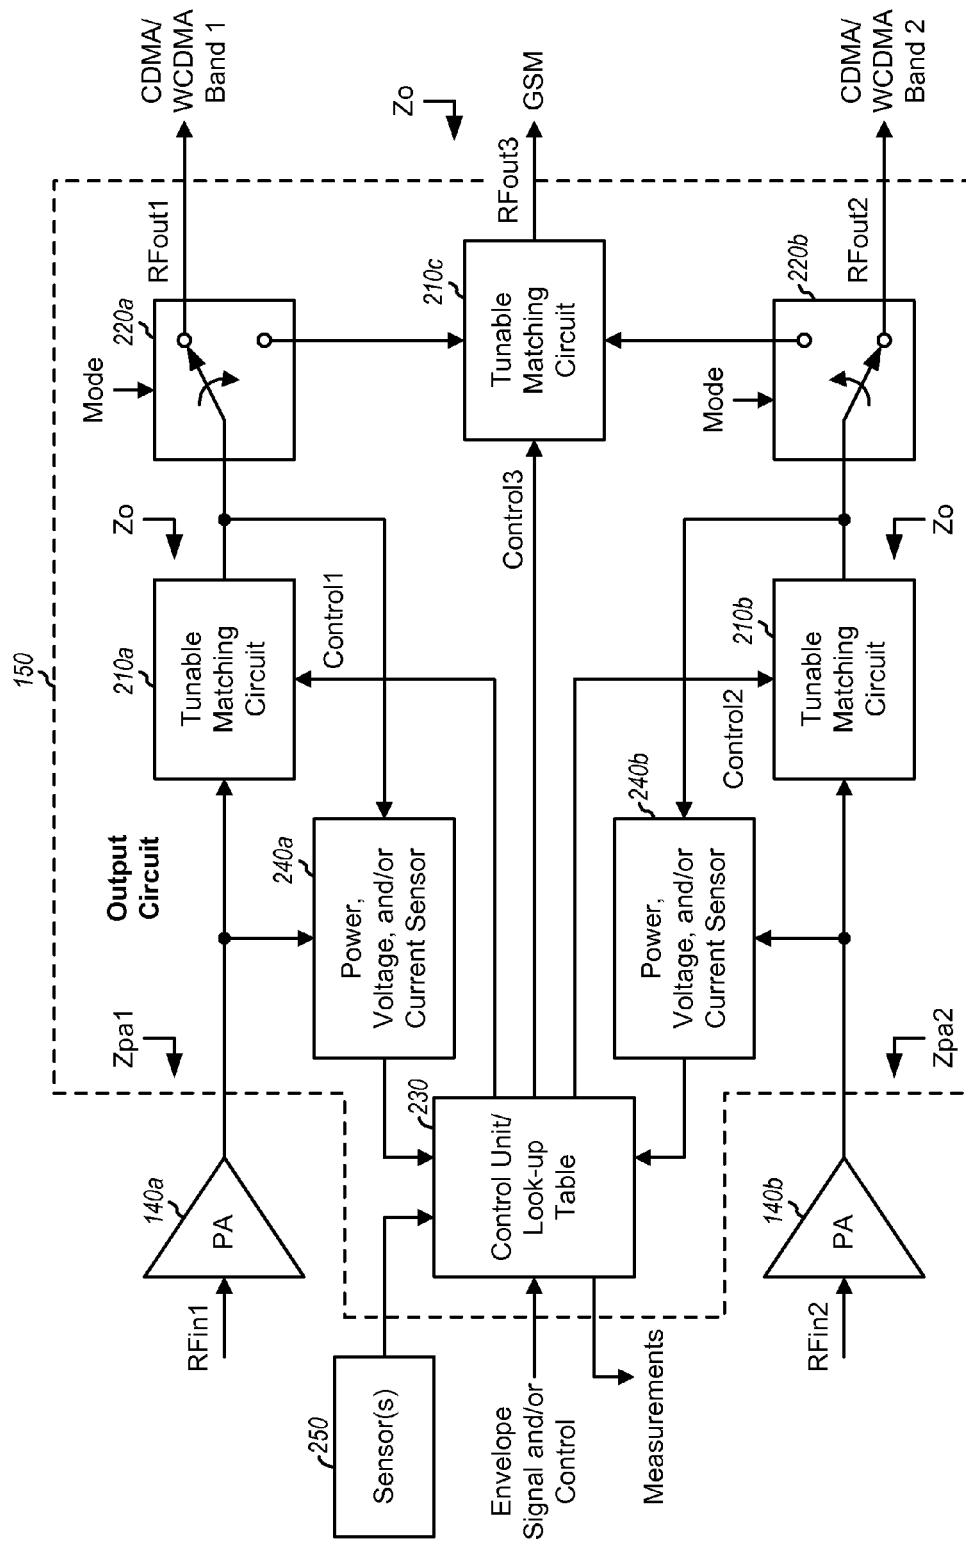 150
Output
Circuit
RFin1
140a
PA
Zpa1
210a
Tunable
Matching
Circuit
Zo
Mode
220a
RFout1
CDMA/
WCDMA
Band 1
240a
Power,
Voltage, and/or
Current Sensor
Control1
250
Sensor(s)
Envelope
Signal and/or
Control
Measurements
230
Control Unit/
Look-up
Table
Control3
210c
Tunable
Matching
Circuit
RFout3
GSM
Zo
240b
Power,
Voltage, and/or
Current Sensor
Control2
RFin2
140b
PA
Zpa2
210b
Tunable
Matching
Circuit
Zo
Mode
220b
RFout2
CDMA/
WCDMA
Band 2